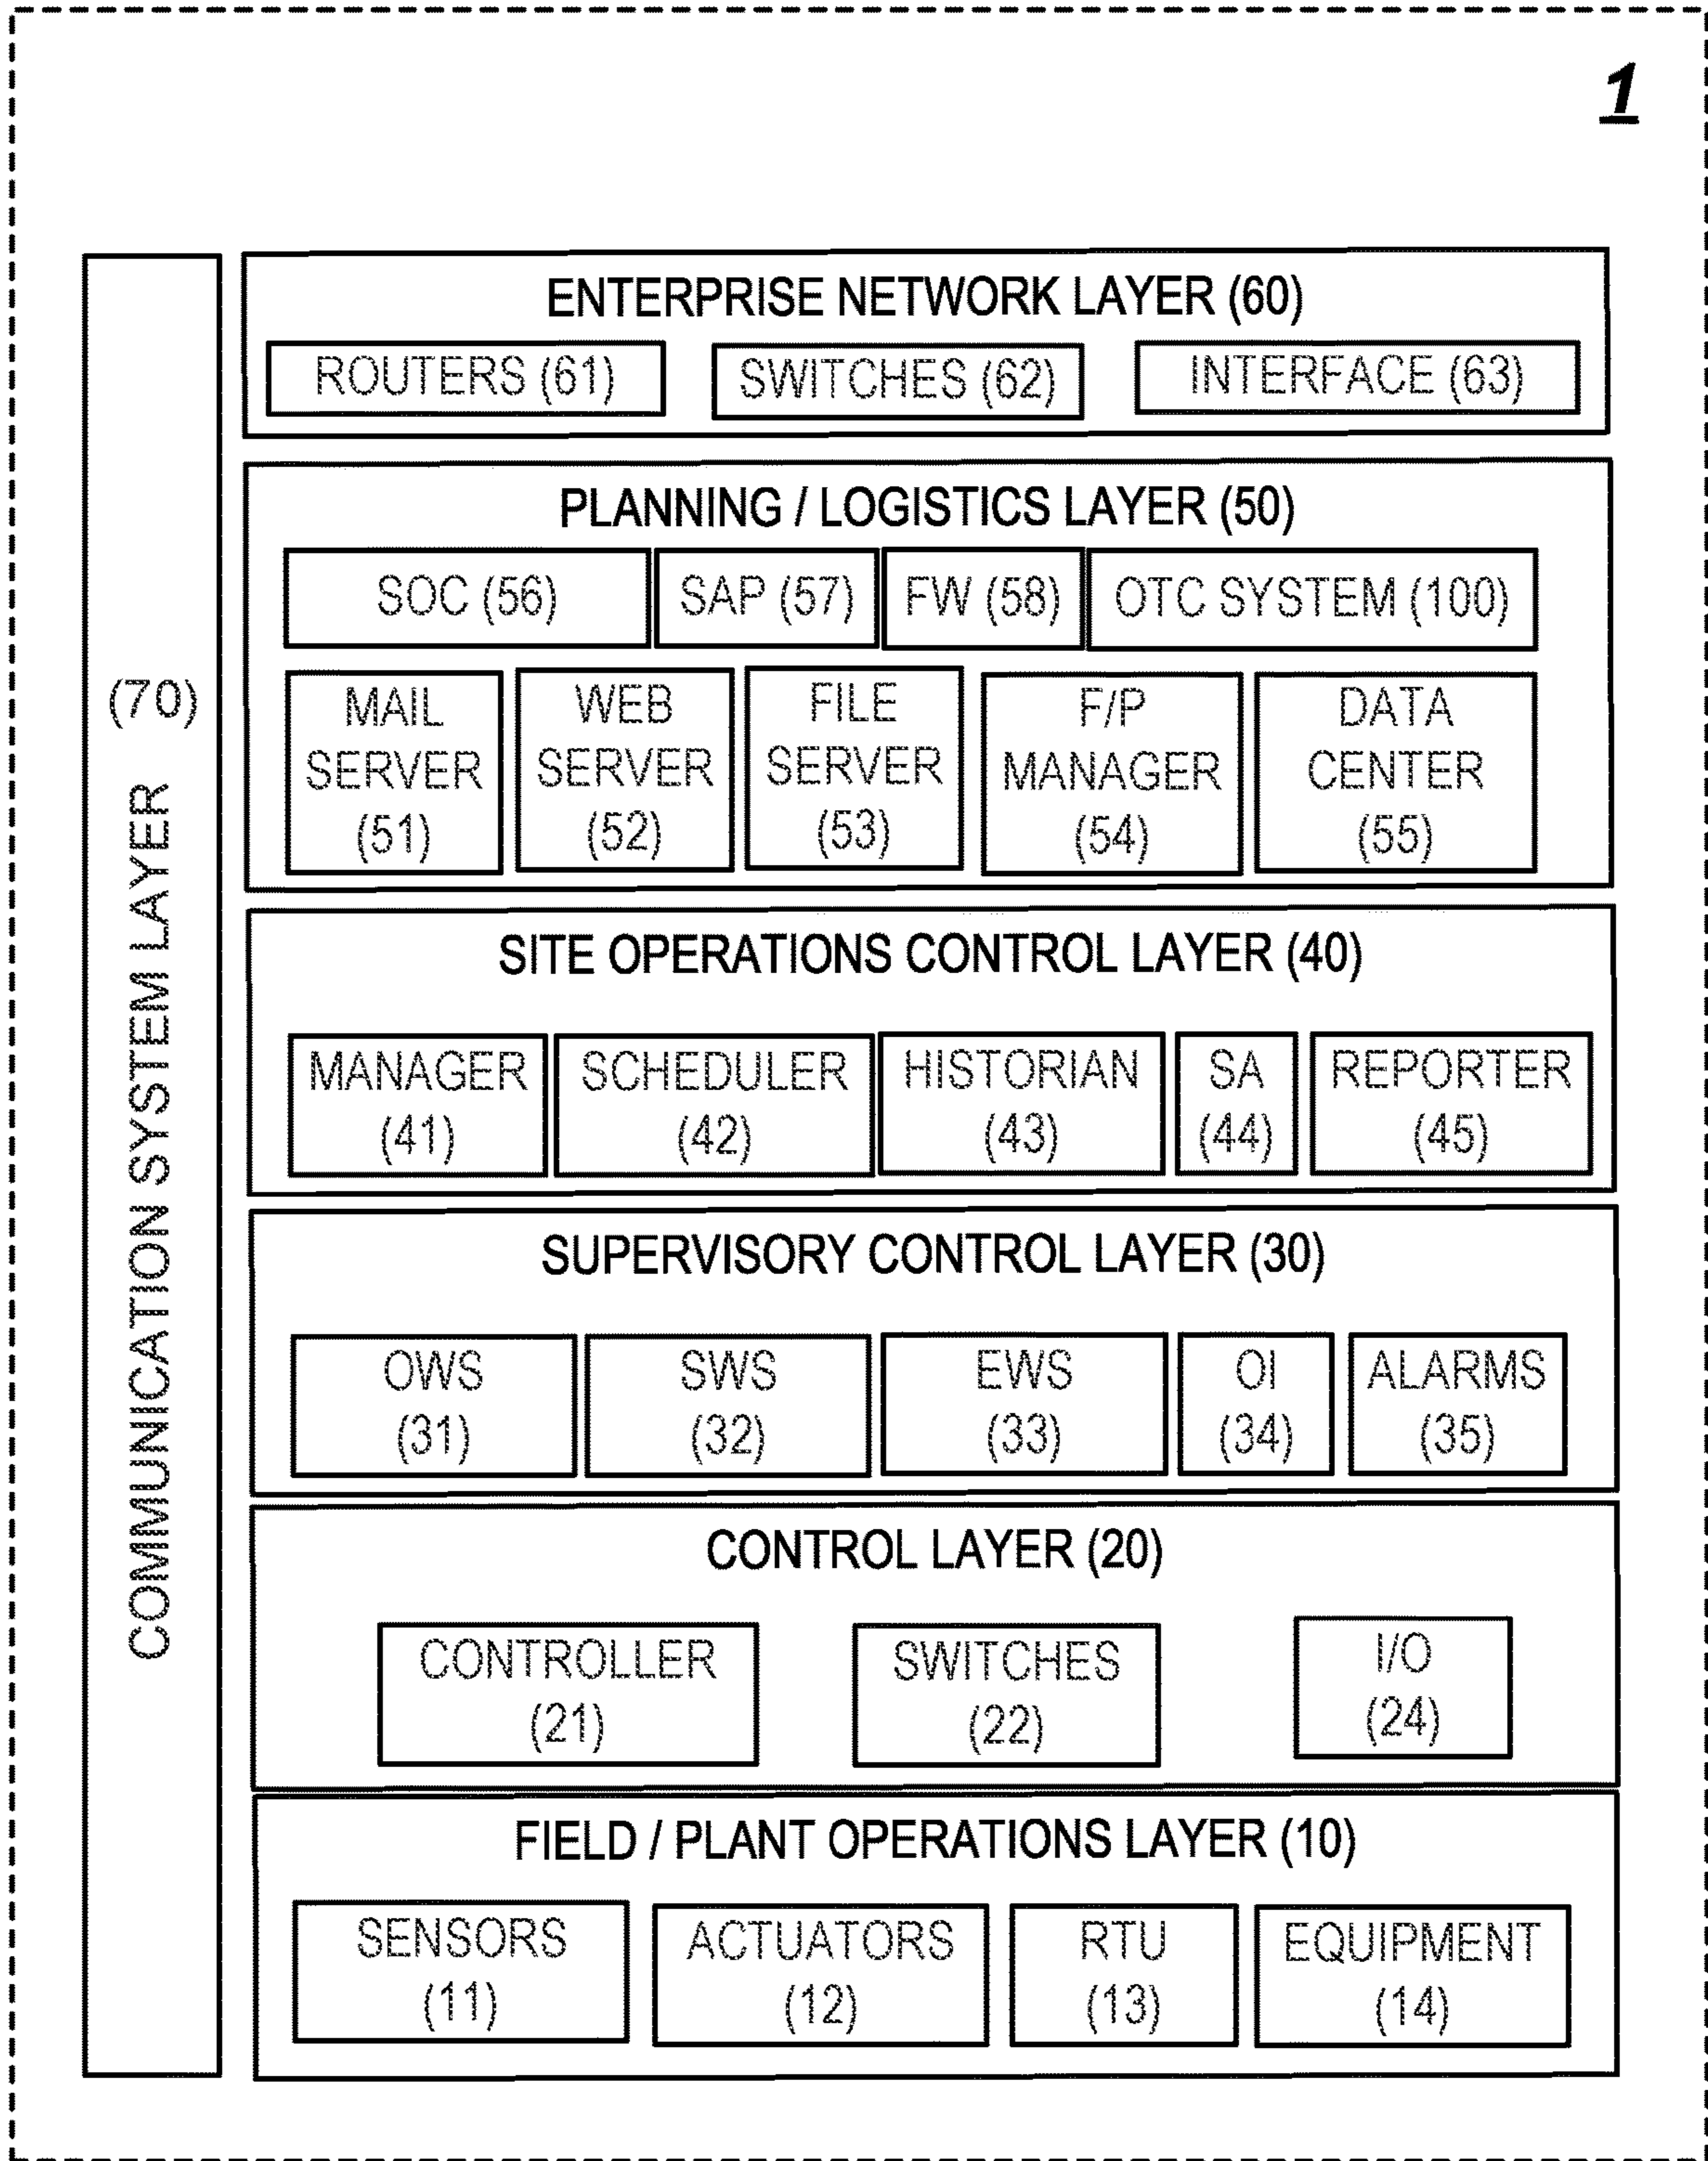 1
COMMUNICATION SYSTEM LAYER (70)
ENTERPRISE NETWORK LAYER (60)
ROUTERS (61)
SWITCHES (62)
INTERFACE (63)
PLANNING / LOGISTICS LAYER (50)
SOC (56)
SAP (57)
FW (58)
OTC SYSTEM (100)
MAIL
SERVER
(51)
WEB
SERVER
(52)
FILE
SERVER
(53)
F/P
MANAGER
(54)
DATA
CENTER
(55)
SITE OPERATIONS CONTROL LAYER (40)
MANAGER
(41)
SCHEDULER
(42)
HISTORIAN
(43)
SA
(44)
REPORTER
(45)
SUPERVISORY CONTROL LAYER (30)
OWS
(31)
SWS
(32)
EWS
(33)
OI
(34)
ALARMS
(35)
CONTROL LAYER (20)
CONTROLLER
(21)
SWITCHES
(22)
I/O
(24)
FIELD / PLANT OPERATIONS LAYER (10)
SENSORS
(11)
ACTUATORS
(12)
RTU
(13)
EQUIPMENT
(14)